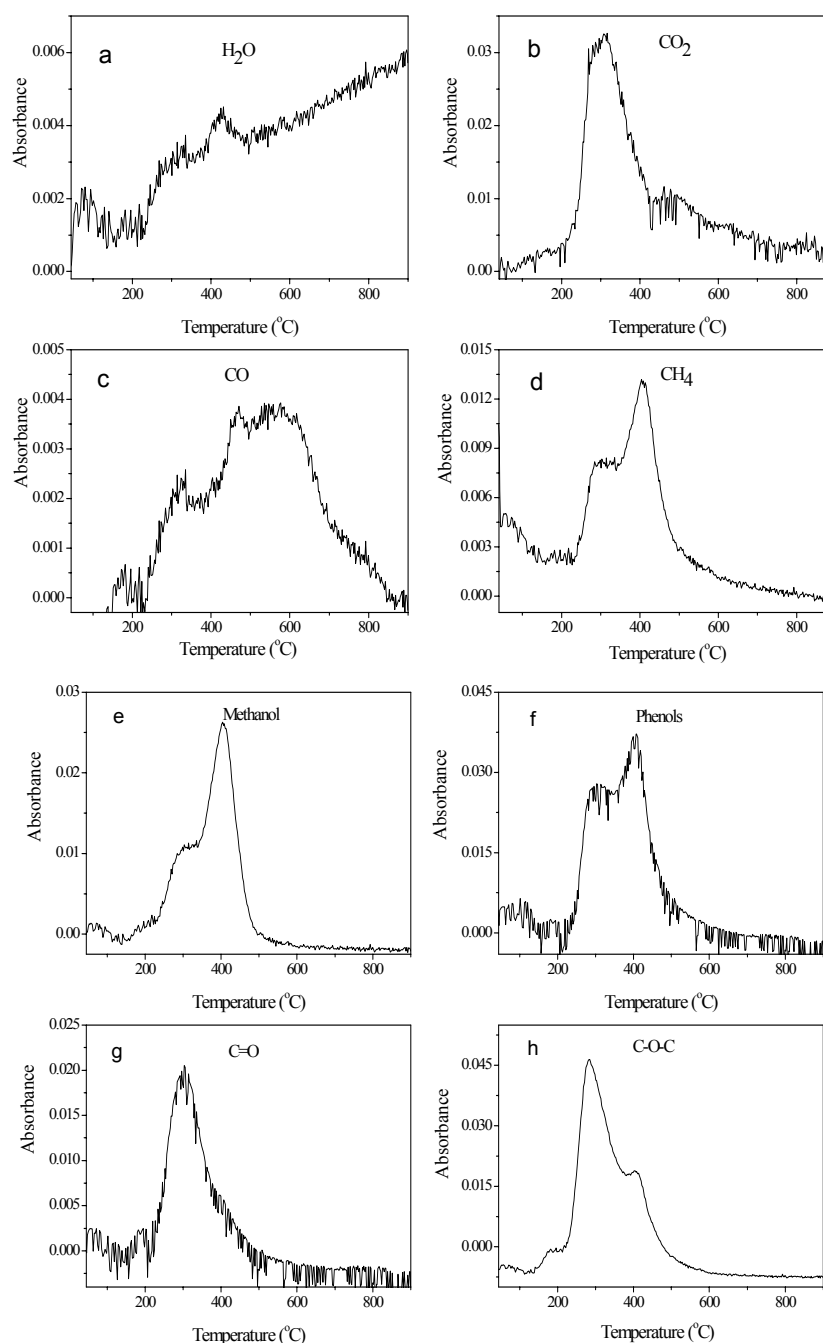 a
H2O
0.006
0.004
0.002
0.000
Absorbance
200 400 600 800
Temperature (°C)
b
CO2
0.03
0.02
0.01
0.00
Absorbance
200 400 600 800
Temperature (°C)
c
CO
0.005
0.004
0.003
0.002
0.001
0.000
Absorbance
200 400 600 800
Temperature (°C)
d
CH4
0.015
0.012
0.009
0.006
0.003
0.000
Absorbance
200 400 600 800
Temperature (°C)
e
Methanol
0.03
0.02
0.01
0.00
Absorbance
200 400 600 800
Temperature (°C)
f
Phenols
0.045
0.030
0.015
0.000
Absorbance
200 400 600 800
Temperature (°C)
g
C=O
0.025
0.020
0.015
0.010
0.005
0.000
Absorbance
200 400 600 800
Temperature (°C)
h
C-O-C
0.045
0.030
0.015
0.000
Absorbance
200 400 600 800
Temperature (°C)